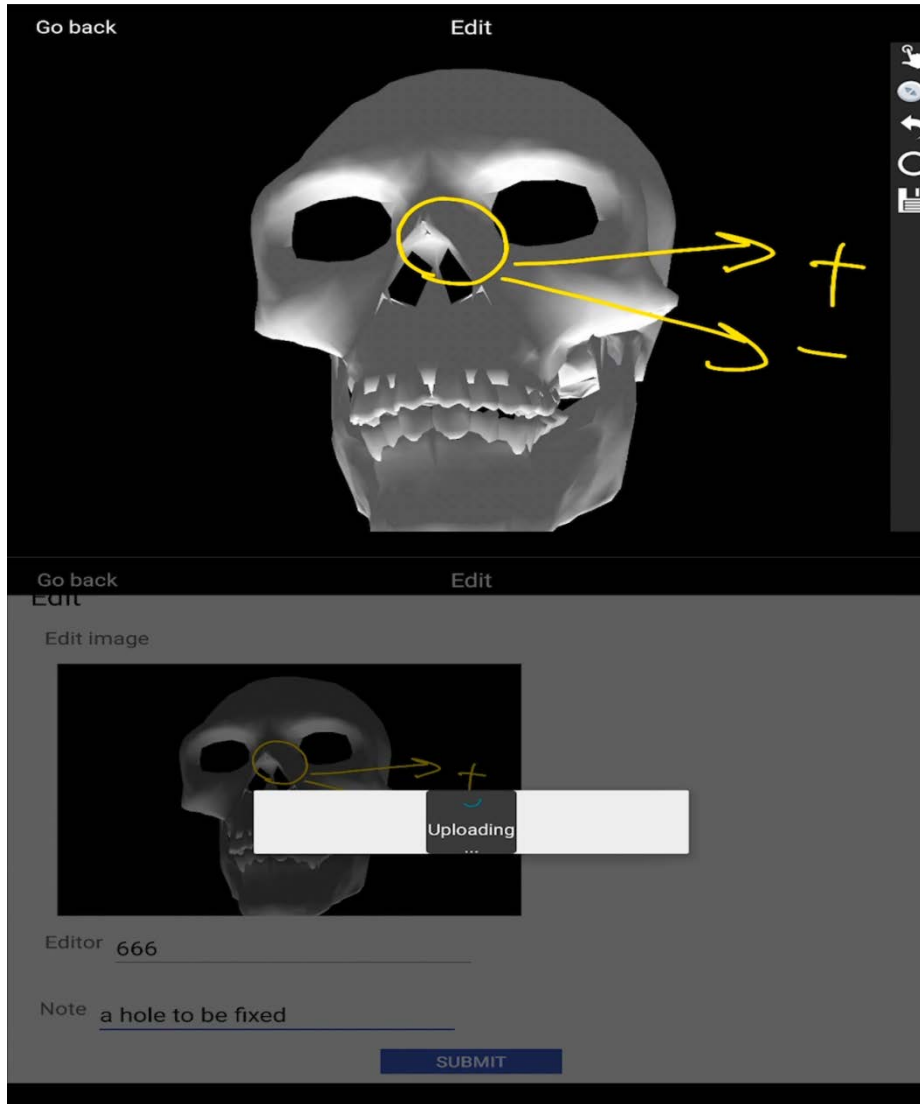 Go back
Edit
+
-
Go back
Edit
Edit
Edit image
+
Uploading
...
Editor 666
Note a hole to be fixed
SUBMIT